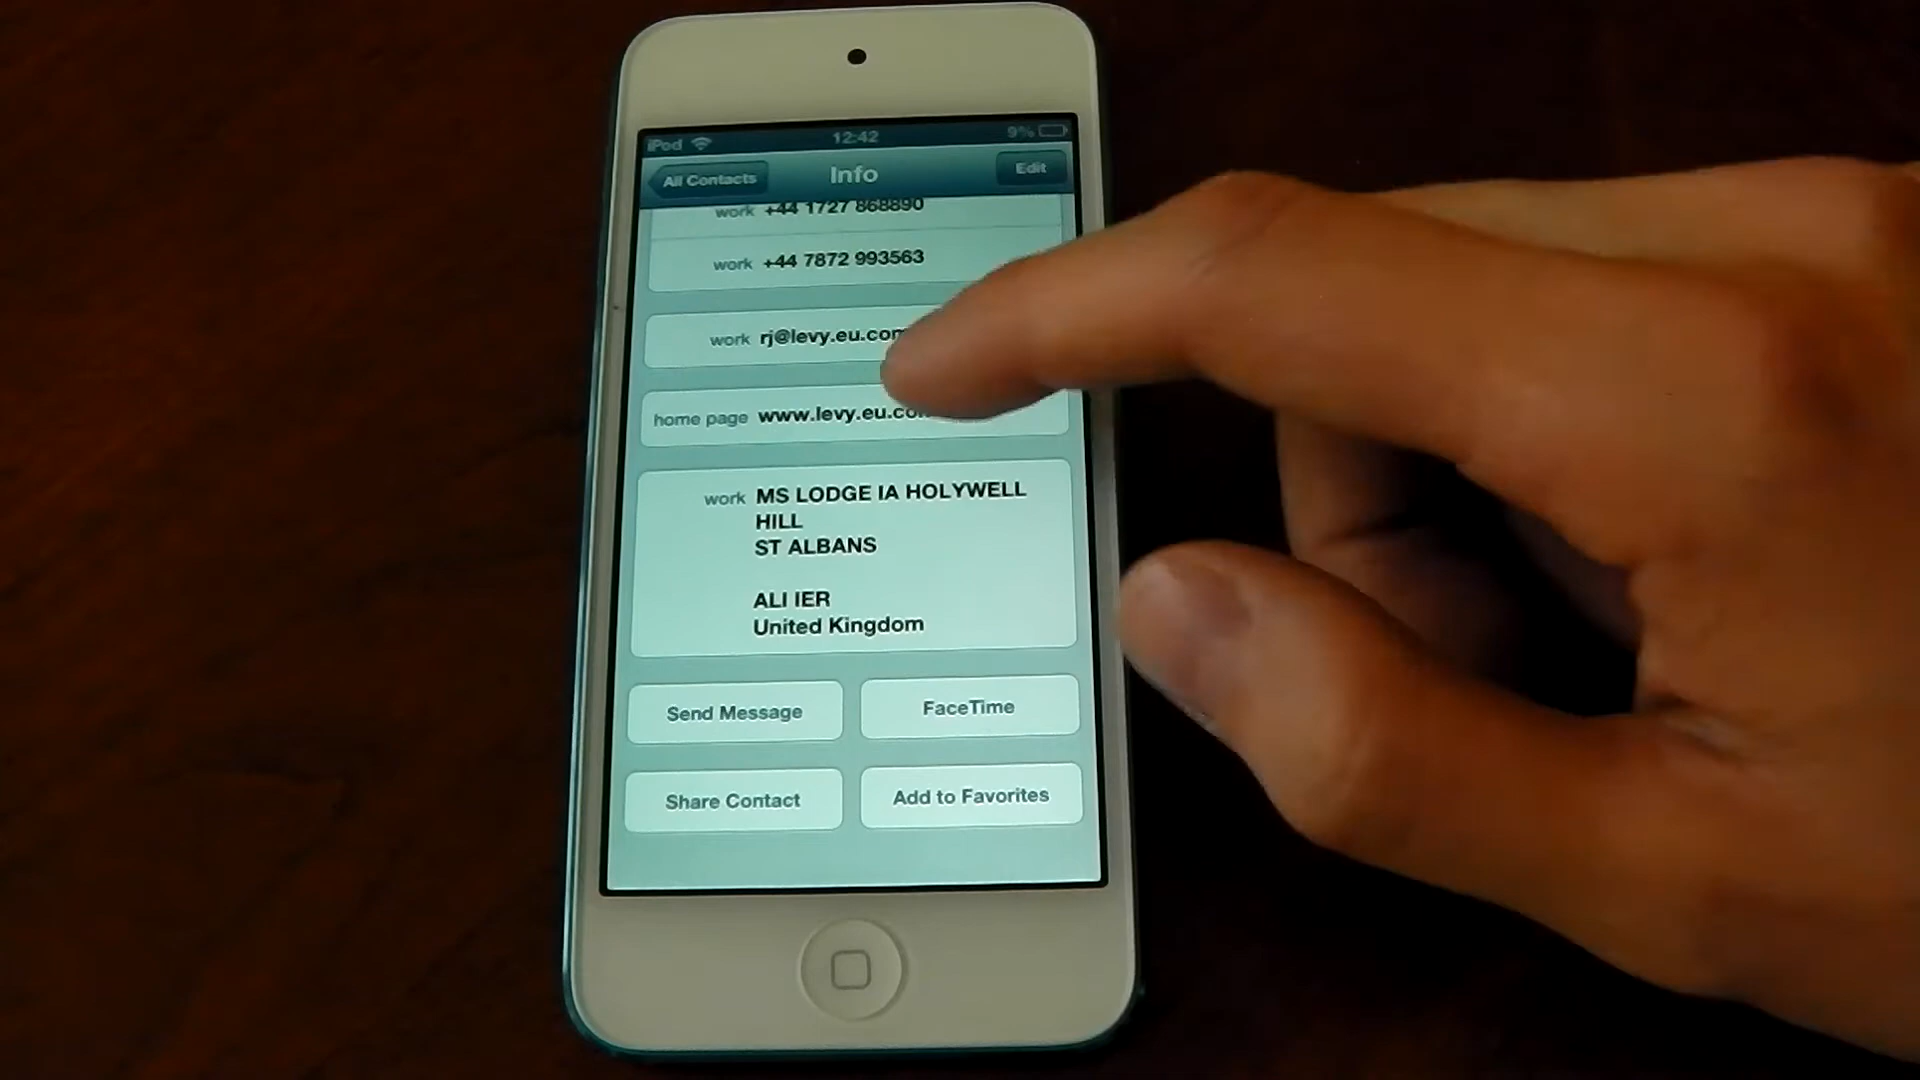 iPod 12:42 9%
All Contacts Info Edit
work +44 1727 868890
work +44 7872 993563
work rj@levy.eu.com
home page www.levy.eu.co
work MS LODGE IA HOLYWELL
HILL
ST ALBANS
ALI IER
United Kingdom
Send Message FaceTime
Share Contact Add to Favorites